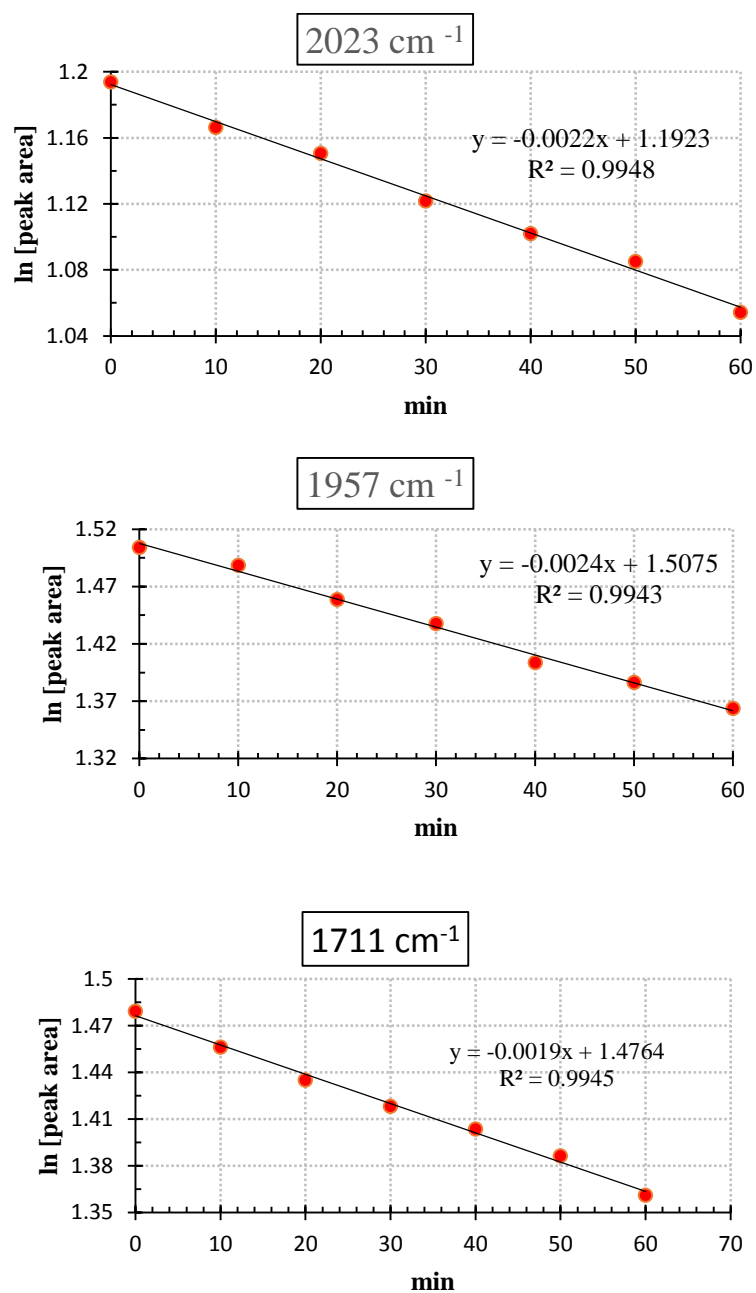 2023 cm -1
1.2
1.16
1.12
1.08
1.04
ln [peak area]
y = -0.0022x + 1.1923
R² = 0.9948
0 10 20 30 40 50 60
min
1957 cm -1
1.52
1.47
1.42
1.37
1.32
ln [peak area]
y = -0.0024x + 1.5075
R² = 0.9943
0 10 20 30 40 50 60
min
1711 cm-1
1.5
1.47
1.44
1.41
1.38
1.35
ln [peak area]
y = -0.0019x + 1.4764
R² = 0.9945
0 10 20 30 40 50 60 70
min